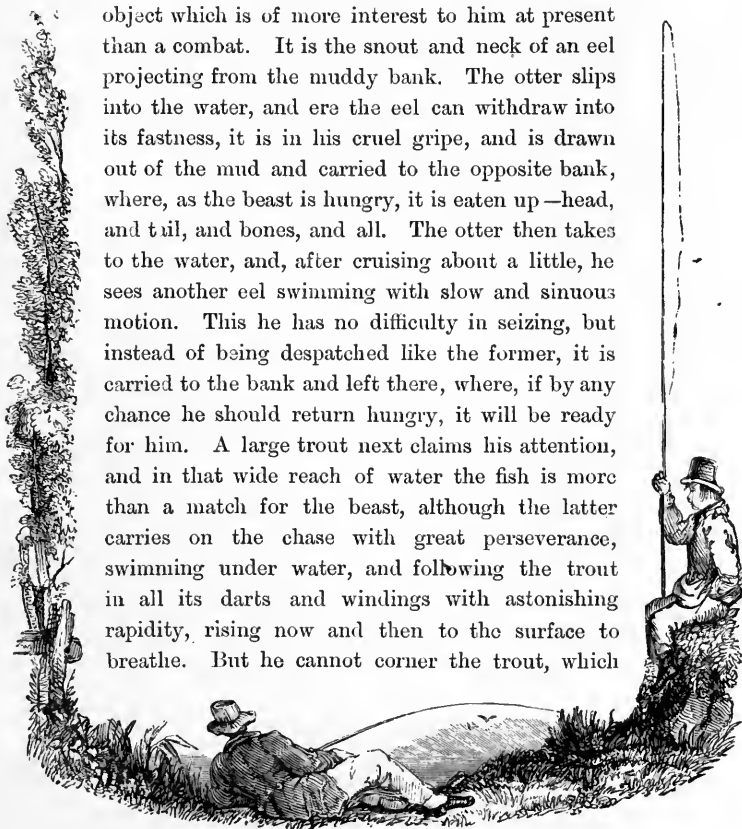 object which is of more interest to him at present
than a combat. It is the snout and neck of an eel
projecting from the muddy bank. The otter slips
into the water, and ere the eel can withdraw into
its fastness, it is in his cruel gripe, and is drawn
out of the mud and carried to the opposite bank,
where, as the beast is hungry, it is eaten up—head,
and tail, and bones, and all. The otter then takes
to the water, and, after cruising about a little, he
sees another eel swimming with slow and sinuous
motion. This he has no difficulty in seizing, but
instead of being despatched like the former, it is
carried to the bank and left there, where, if by any
chance he should return hungry, it will be ready
for him. A large trout next claims his attention,
and in that wide reach of water the fish is more
than a match for the beast, although the latter
carries on the chase with great perseverance,
swimming under water, and following the trout
in all its darts and windings with astonishing
rapidity, rising now and then to the surface to
breathe. But he cannot corner the trout, which